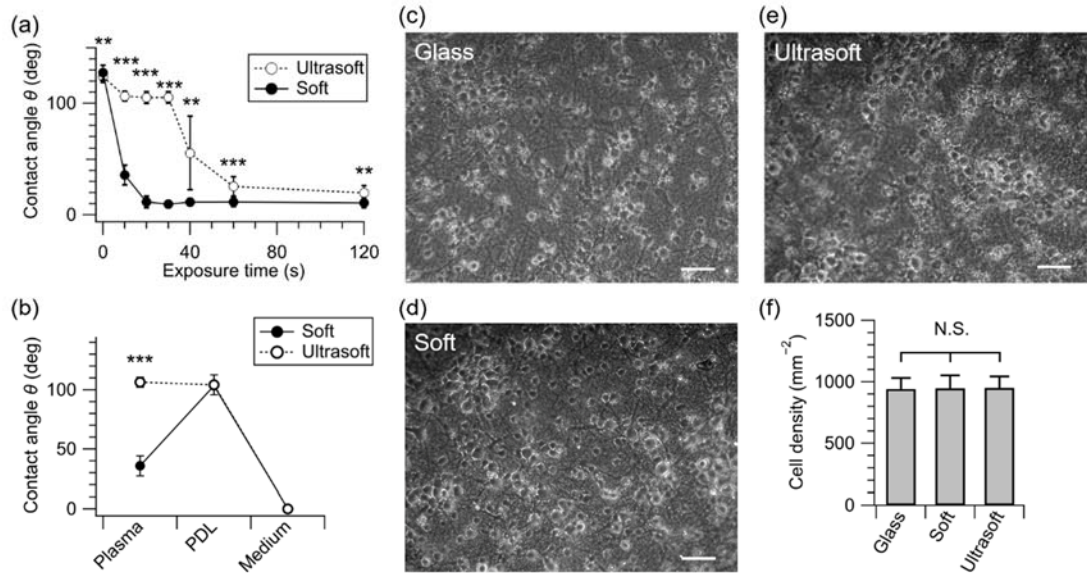 (a)
Contact angle θ (deg)
100
0
** *** *** *** ** *** **
Ultrasoft
Soft
0 40 80 120
Exposure time (s)
(b)
Contact angle θ (deg)
100
50
0
***
Soft
Ultrasoft
Plasma
PDL
Medium
(c)
Glass
(d)
Soft
(e)
Ultrasoft
(f)
Cell density (mm⁻²)
1500
1000
500
0
N.S.
Glass
Soft
Ultrasoft